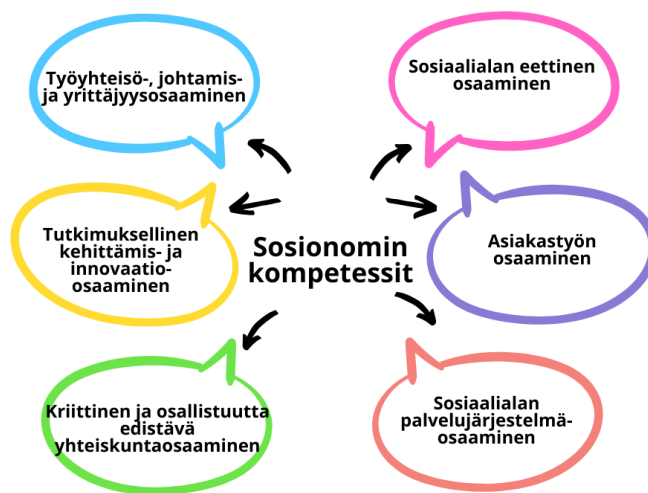 Työyhteisö-, johtamis-
ja yrittäjyysosaaminen
Sosiaalialan eettinen
osaaminen
Tutkimuksellinen
kehittämis- ja
innovaatio-
osaaminen
Sosionomin
kompetessit
Asiakastyön
osaaminen
Kriittinen ja osallistuutta
edistävä
yhteiskuntaosaaminen
Sosiaalialan
palvelujärjestelmä-
osaaminen